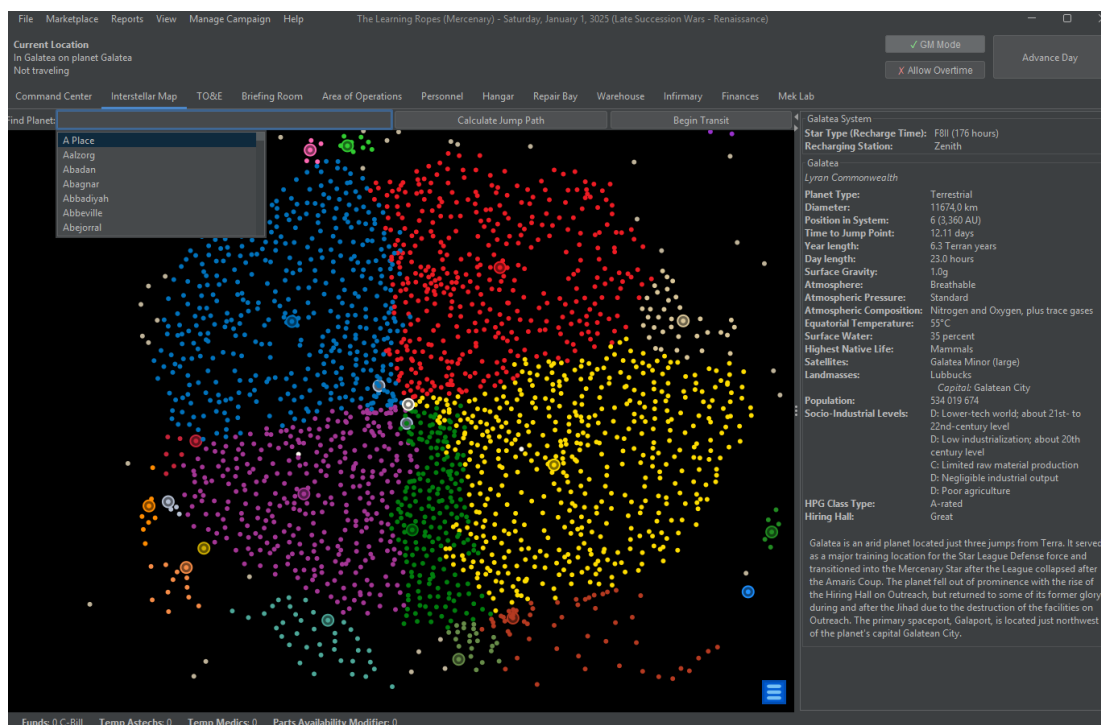 File Marketplace Reports View Manage Campaign Help The Learning Ropes (Mercenary) - Saturday, January 1, 3025 (Late Succession Wars - Renaissance)
Current Location
In Galatea on planet Galatea
Not traveling
✓ GM Mode
✗ Allow Overtime
Advance Day
Command Center Interstellar Map TO&E Briefing Room Area of Operations Personnel Hangar Repair Bay Warehouse Infirmary Finances Mek Lab
Find Planet: Calculate Jump Path Begin Transit
A Place
Aalzorg
Abadan
Abagnar
Abbadiyah
Abbeville
Abejorral
Galatea System
Star Type (Recharge Time): F8II (176 hours)
Recharging Station: Zenith
Galatea
Lyran Commonwealth
Planet Type: Terrestrial
Diameter: 11674,0 km
Position in System: 6 (3,360 AU)
Time to Jump Point: 12.11 days
Year length: 6.3 Terran years
Day length: 23.0 hours
Surface Gravity: 1.0g
Atmosphere: Breathable
Atmospheric Pressure: Standard
Atmospheric Composition: Nitrogen and Oxygen, plus trace gases
Equatorial Temperature: 55°C
Surface Water: 35 percent
Highest Native Life: Mammals
Satellites: Galatea Minor (large)
Landmasses: Lubbucks
Capital: Galatean City
Population: 534 019 674
Socio-Industrial Levels: D: Lower-tech world; about 21st- to
22nd-century level
D: Low industrialization; about 20th
century level
C: Limited raw material production
D: Negligible industrial output
D: Poor agriculture
HPG Class Type: A-rated
Hiring Hall: Great
Galatea is an arid planet located just three jumps from Terra. It served
as a major training location for the Star League Defense force and
transitioned into the Mercenary Star after the League collapsed after
the Amaris Coup. The planet fell out of prominence with the rise of
the Hiring Hall on Outreach, but returned to some of its former glory
during and after the Jihad due to the destruction of the facilities on
Outreach. The primary spaceport, Galaport, is located just northwest
of the planet's capital Galatean City.
Funds: 0 C-Bill Temp Astechs: 0 Temp Medics: 0 Parts Availability Modifier: 0